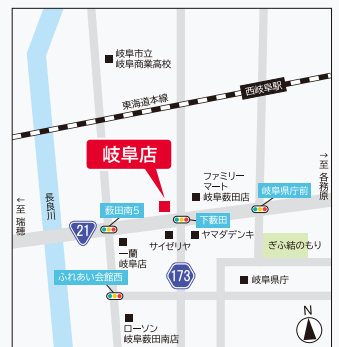 岐阜市立
岐阜商業高校
東海道本線
西岐阜駅
岐阜店
ファミリー
マート
岐阜薮田店
岐阜県庁前
→至 各務原
←至 瑞穂
長良川
薮田南5
下薮田
21
サイゼリヤ
ヤマダデンキ
一蘭
岐阜店
ぎふ結のもり
173
ふれあい会館西
岐阜県庁
ローソン
岐阜薮田南店
N